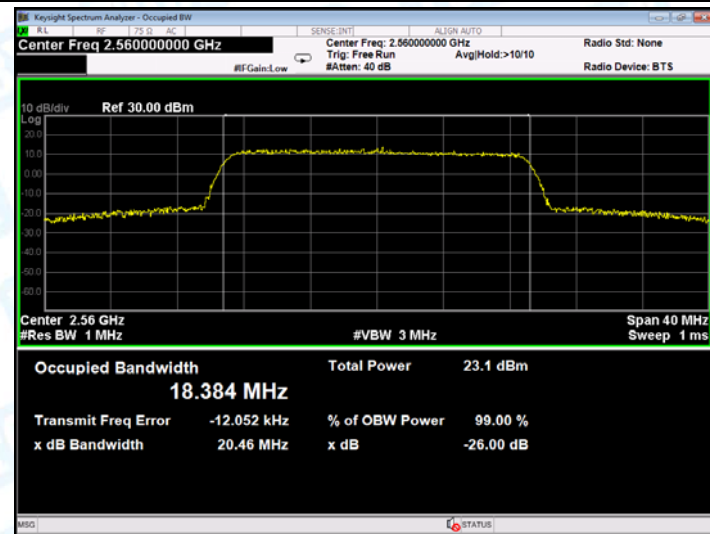 Keysight Spectrum Analyzer - Occupied BW
RL RF 75 Ω AC SENSE:INT ALIGN AUTO
Center Freq 2.560000000 GHz
Center Freq: 2.560000000 GHz
Radio Std: None
Trig: Free Run Avg|Hold:>10/10
#IFGain:Low #Atten: 40 dB Radio Device: BTS
10 dB/div Ref 30.00 dBm
Log
20.0
10.0
0.00
-10.0
-20.0
-30.0
-40.0
-50.0
-60.0
Center 2.56 GHz Span 40 MHz
#Res BW 1 MHz #VBW 3 MHz Sweep 1 ms
Occupied Bandwidth Total Power 23.1 dBm
18.384 MHz
Transmit Freq Error -12.052 kHz % of OBW Power 99.00 %
x dB Bandwidth 20.46 MHz x dB -26.00 dB
MSG STATUS